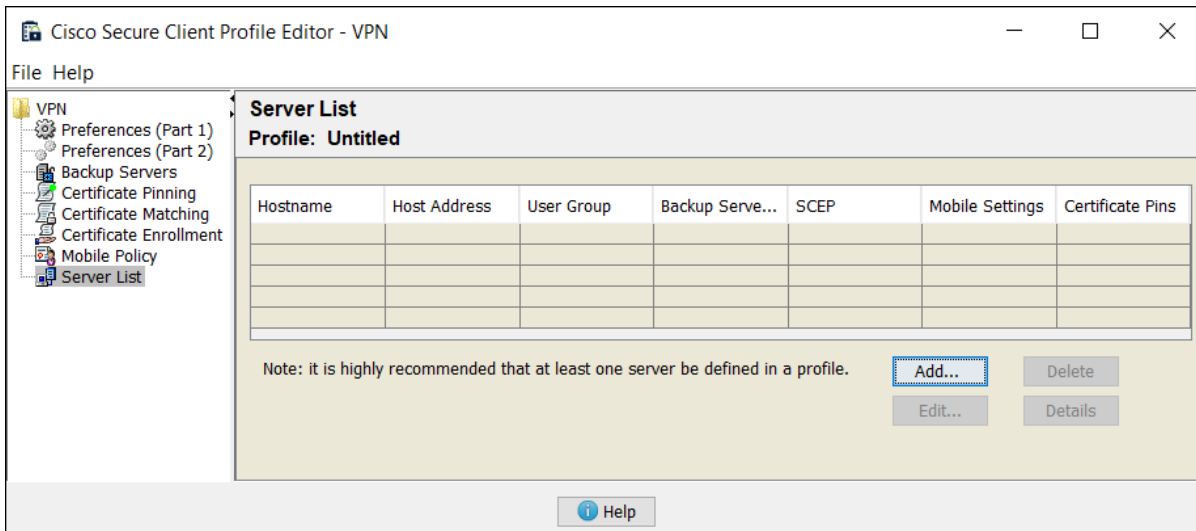 Cisco Secure Client Profile Editor - VPN
File Help
VPN
Preferences (Part 1)
Preferences (Part 2)
Backup Servers
Certificate Pinning
Certificate Matching
Certificate Enrollment
Mobile Policy
Server List
Server List
Profile: Untitled
Hostname Host Address User Group Backup Serve... SCEP Mobile Settings Certificate Pins
Note: it is highly recommended that at least one server be defined in a profile.
Add... Delete
Edit... Details
Help